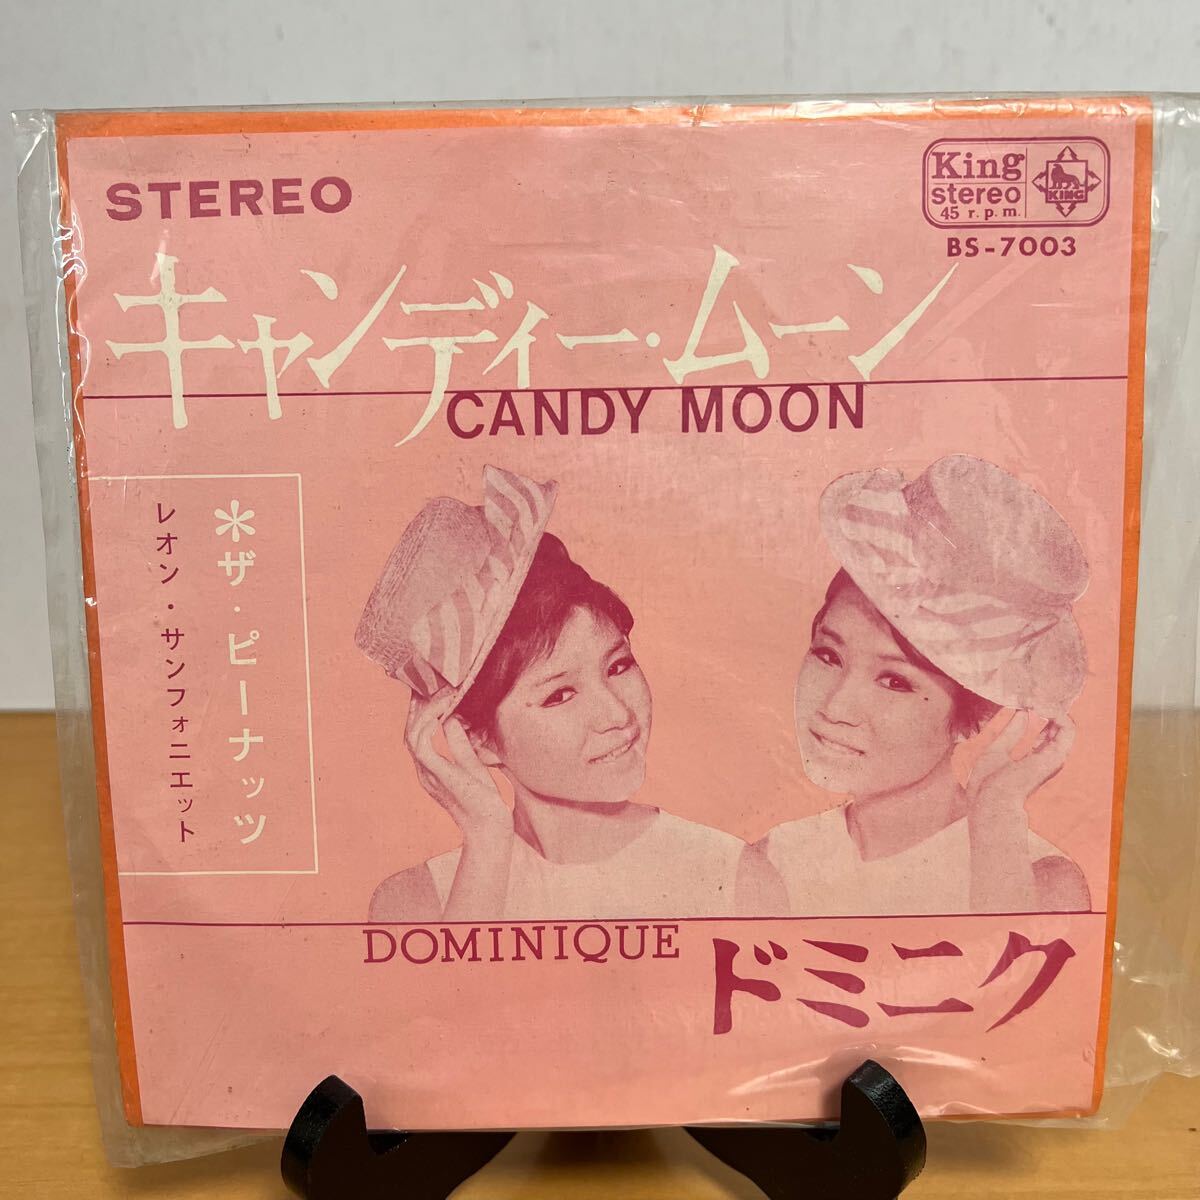 STEREO
King
stereo
45 r.p.m.
KING
BS-7003
キャンディー・ムーン
CANDY MOON
*ザ・ピーナッツ
レオン・サンフォニエット
DOMINIQUE
ドミニク